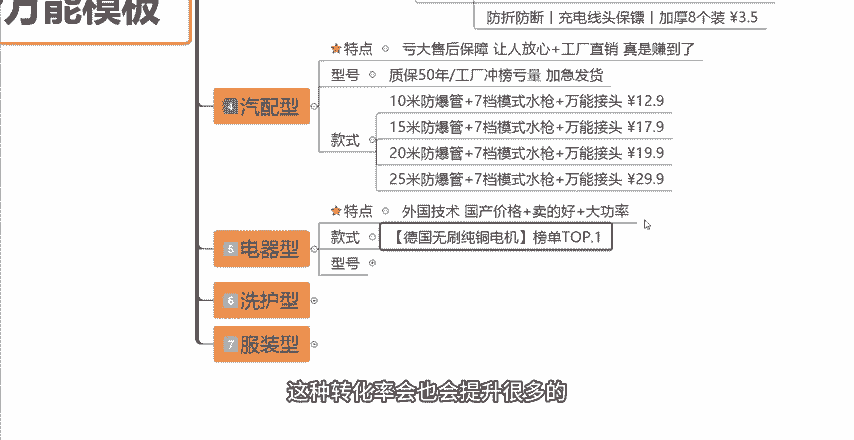 万能模板
防折防断丨充电线头保镖丨加厚8个装 ¥3.5
特点 亏大售后保障 让人放心+工厂直销 真是赚到了
型号 质保50年/工厂冲榜亏量 加急发货
4 汽配型
款式
10米防爆管+7档模式水枪+万能接头 ¥12.9
15米防爆管+7档模式水枪+万能接头 ¥17.9
20米防爆管+7档模式水枪+万能接头 ¥19.9
25米防爆管+7档模式水枪+万能接头 ¥29.9
特点 外国技术 国产价格+卖的好+大功率
5 电器型
款式 【德国无刷纯铜电机】榜单TOP.1
型号
6 洗护型
7 服装型
这种转化率会也会提升很多的